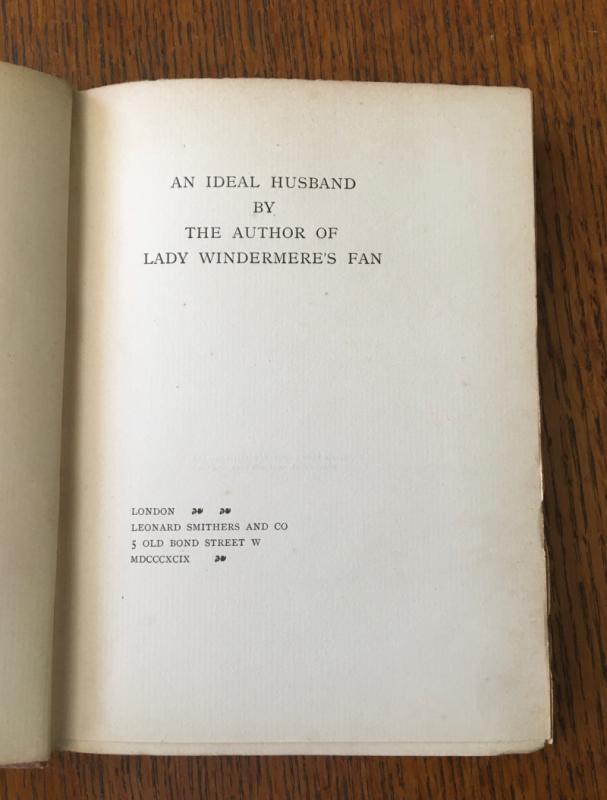 AN IDEAL HUSBAND
BY
THE AUTHOR OF
LADY WINDERMERE'S FAN
LONDON
LEONARD SMITHERS AND CO
5 OLD BOND STREET W
MDCCCXCIX